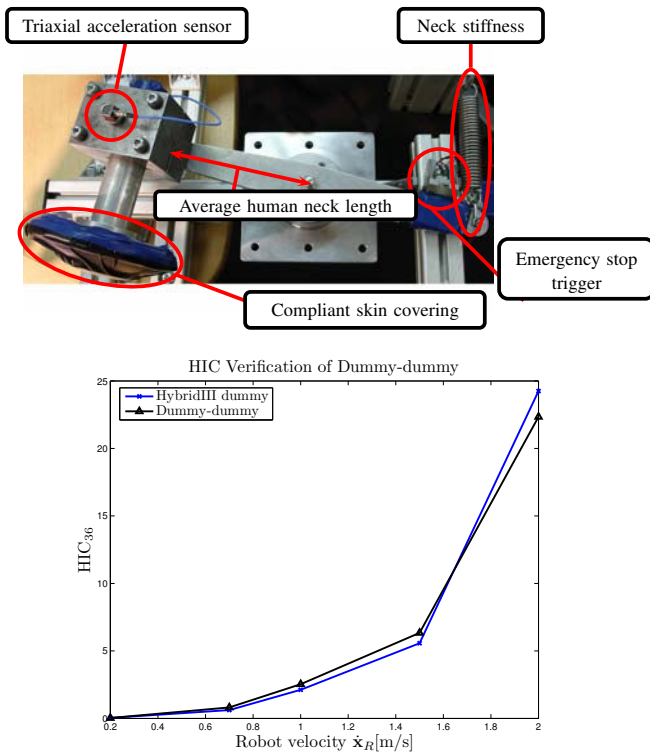 Triaxial acceleration sensor
Neck stiffness
Average human neck length
Emergency stop
trigger
Compliant skin covering
HIC Verification of Dummy-dummy
HybridIII dummy
Dummy-dummy
25
20
15
10
5
0
HIC36
0.2 0.4 0.6 0.8 1 1.2 1.4 1.6 1.8 2
Robot velocity ẋR[m/s]